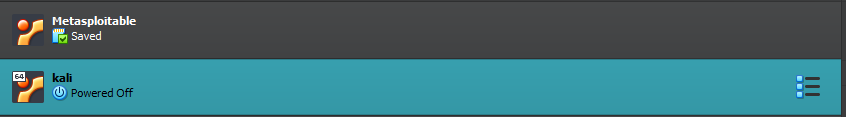 Metasploitable
Saved
64
kali
Powered Off